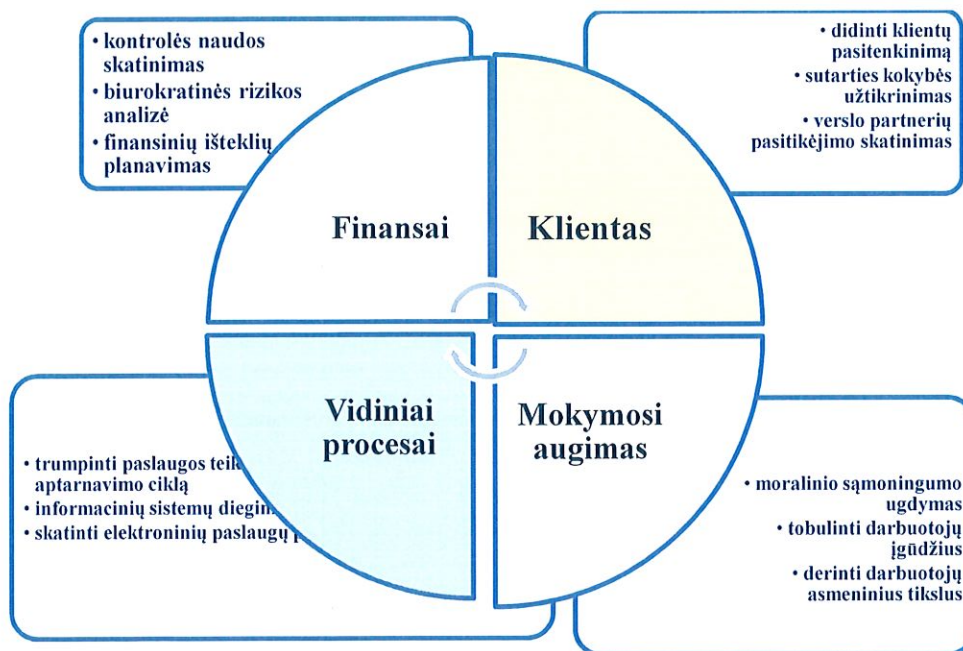 • kontrolės naudos
skatinimas
• biurokratinės rizikos
analizė
• finansinių išteklių
planavimas
• didinti klientų
pasitenkinimą
• sutarties kokybės
užtikrinimas
• verslo partnerių
pasitikėjimo skatinimas
Finansai
Klientas
Vidiniai
procesai
Mokymosi
augimas
• trumpinti paslaugos
aptarnavimo ciklą
• informacinių sistemų
• skatinti elektroninių paslaugų
• moralinio sąmoningumo
ugdymas
• tobulinti darbuotojų
įgūdžius
• derinti darbuotojų
asmeninius tikslus